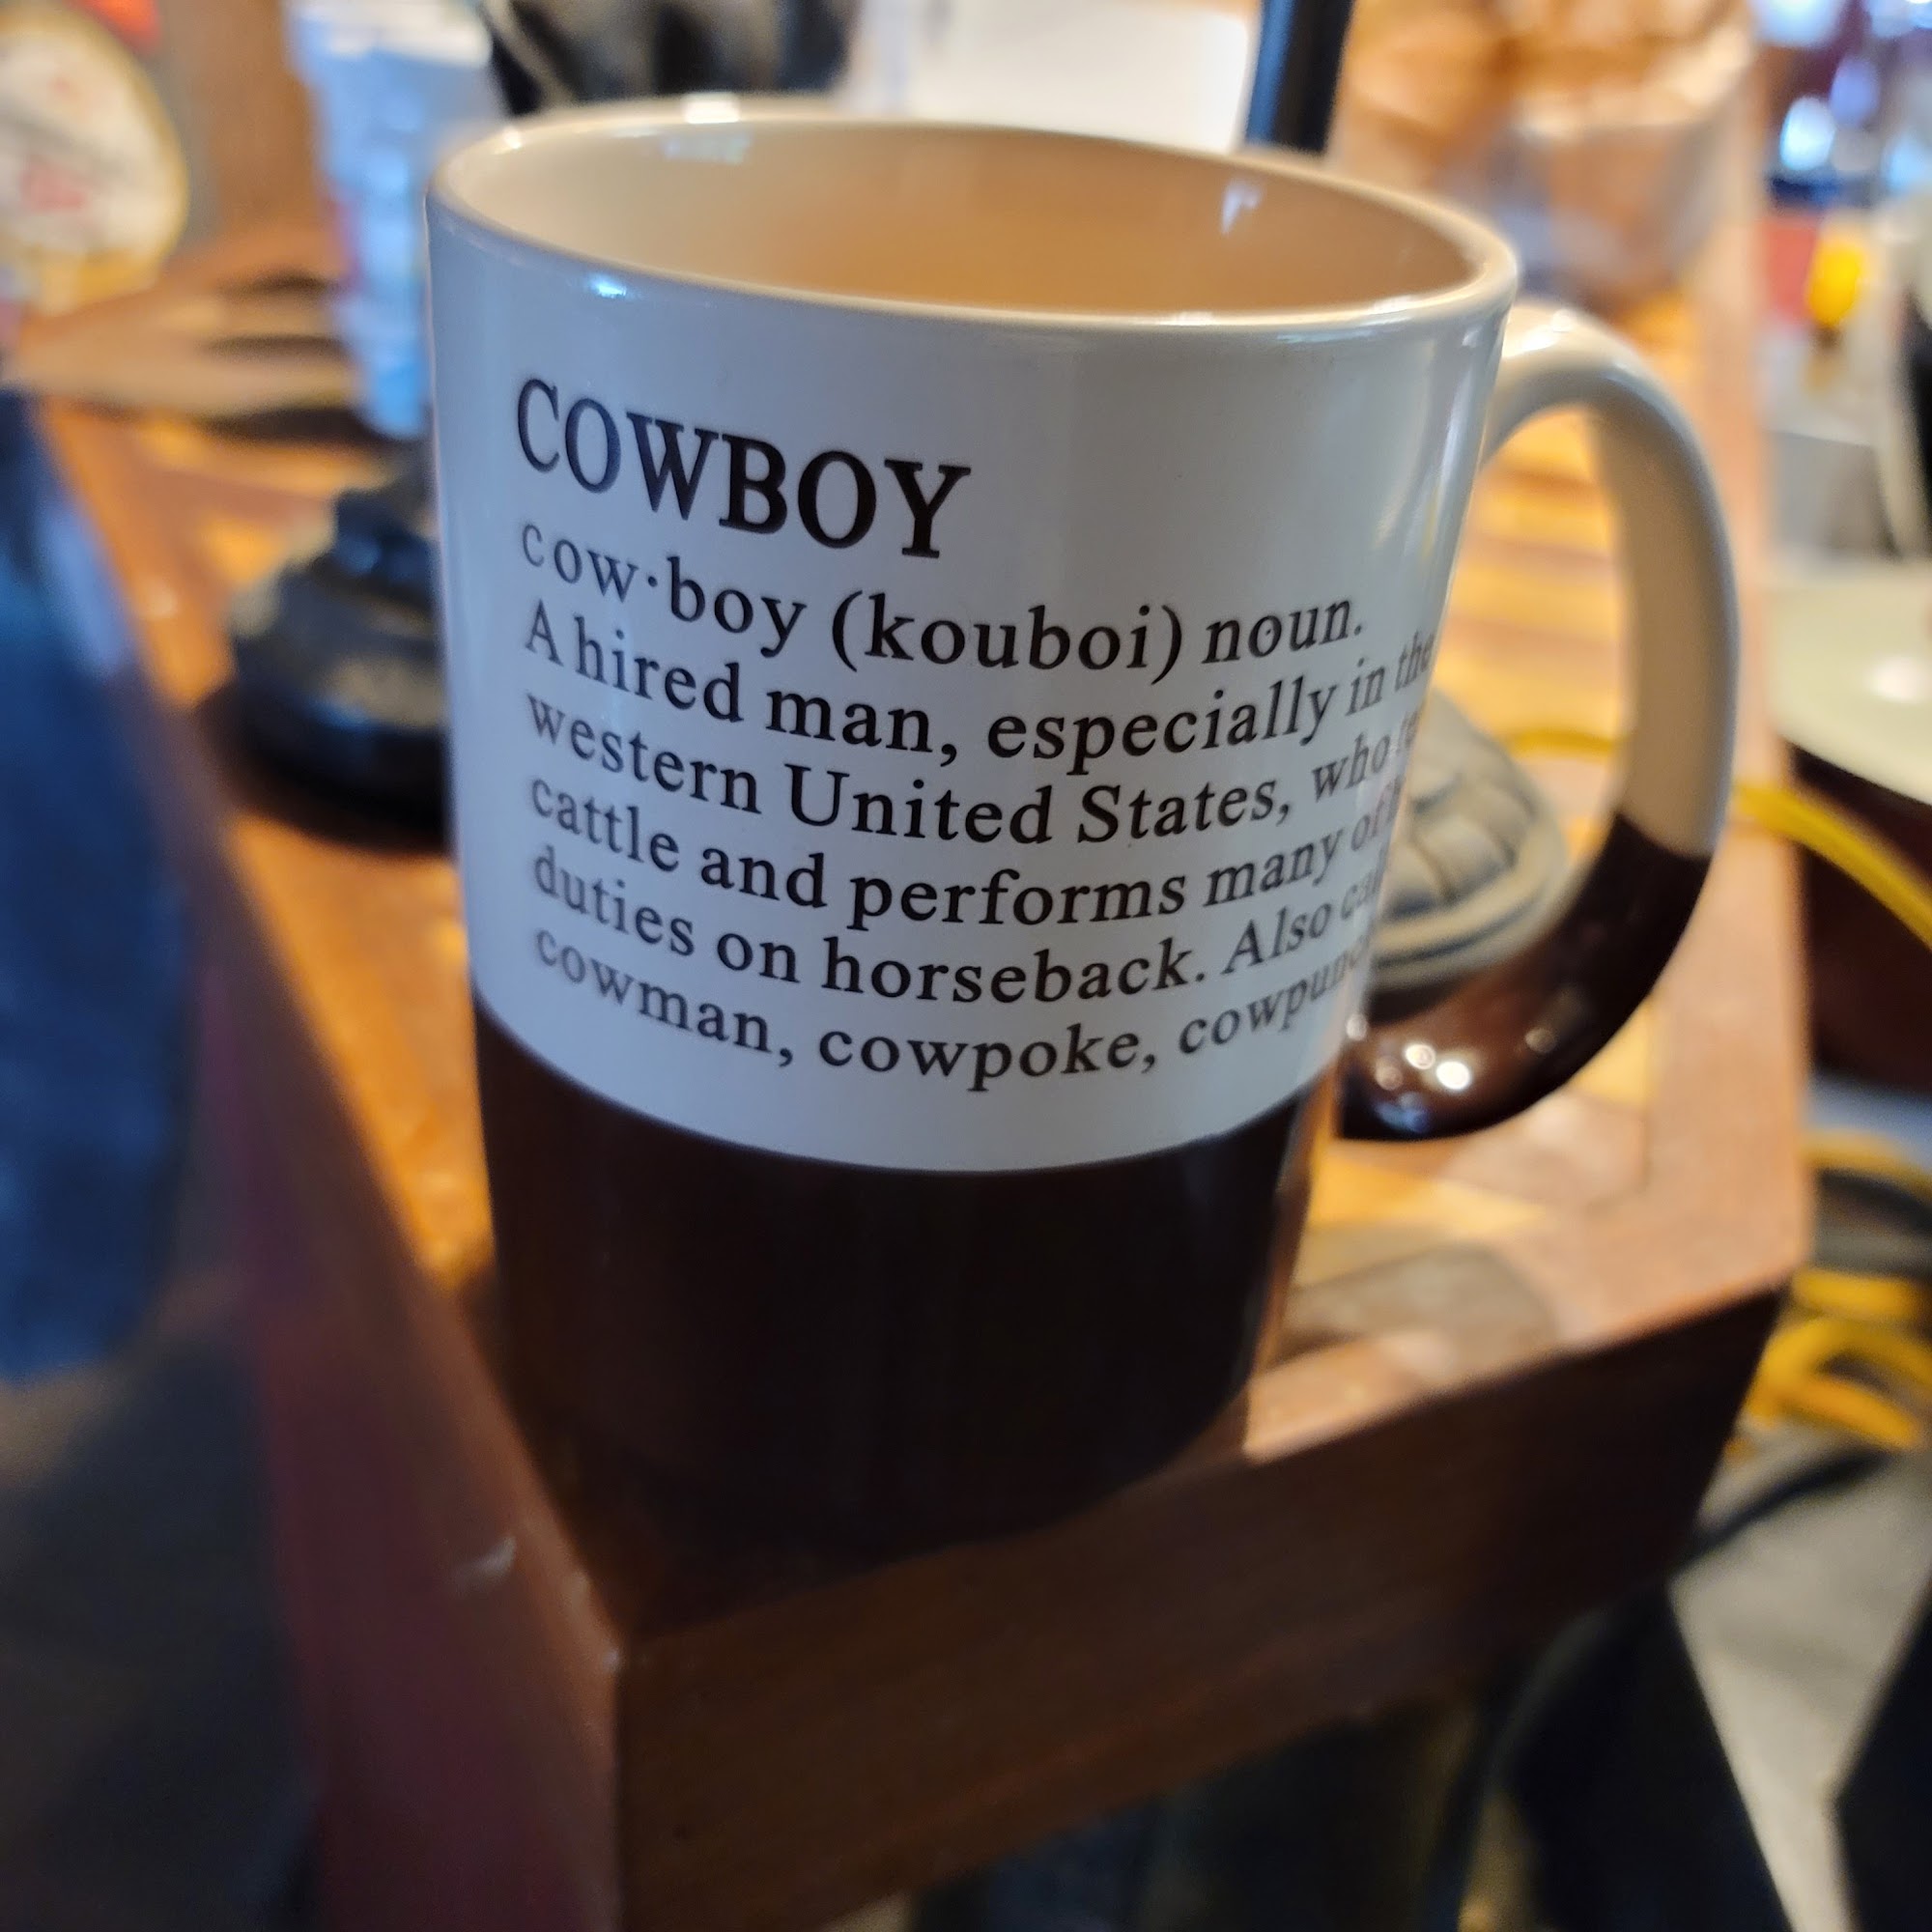 COWBOY
cow·boy (kouboi) noun.
A hired man, especially in the
western United States, who
cattle and performs many of
duties on horseback. Also
cowman, cowpoke,